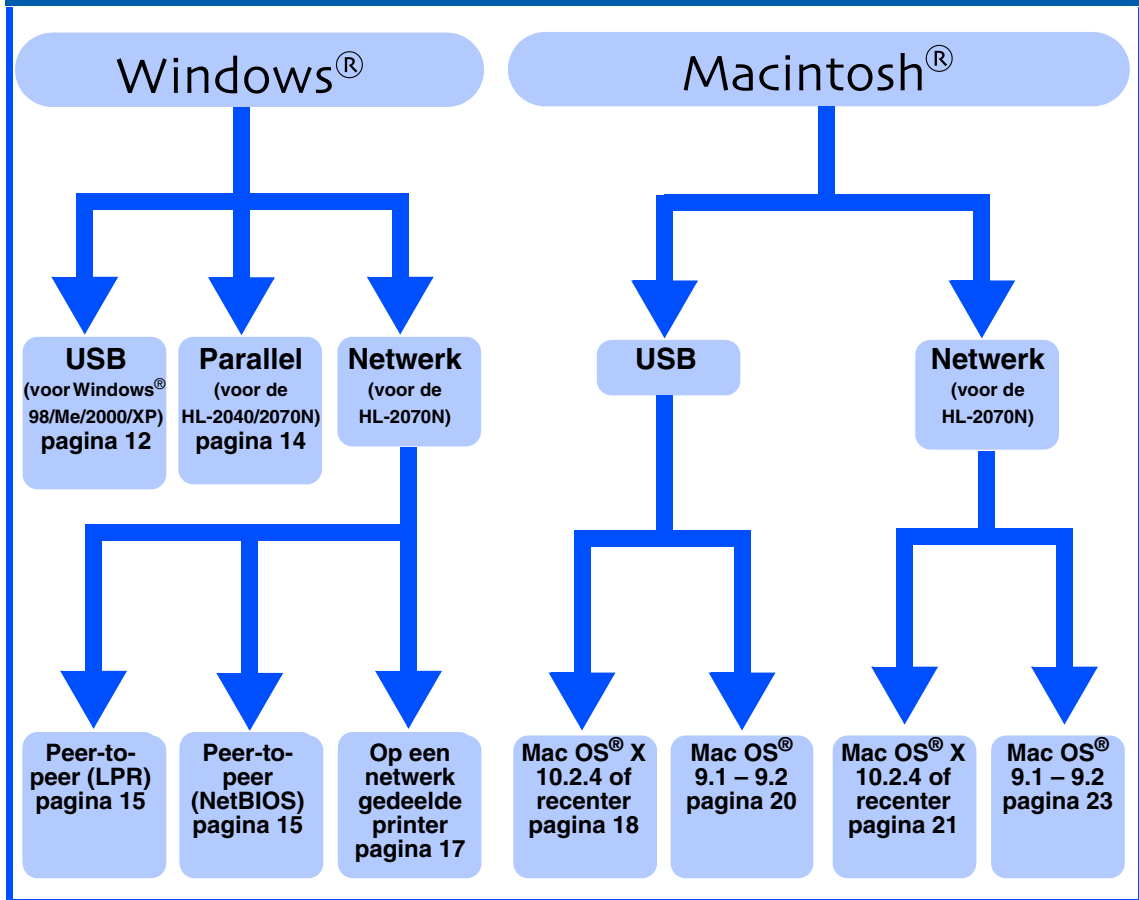 Windows®
Macintosh®
USB
(voor Windows®
98/Me/2000/XP)
pagina 12
Parallel
(voor de
HL-2040/2070N)
pagina 14
Netwerk
(voor de
HL-2070N)
USB
Netwerk
(voor de
HL-2070N)
Peer-to-
peer (LPR)
pagina 15
Peer-to-
peer
(NetBIOS)
pagina 15
Op een
netwerk
gedeelde
printer
pagina 17
Mac OS® X
10.2.4 of
recenter
pagina 18
Mac OS®
9.1 – 9.2
pagina 20
Mac OS® X
10.2.4 of
recenter
pagina 21
Mac OS®
9.1 – 9.2
pagina 23